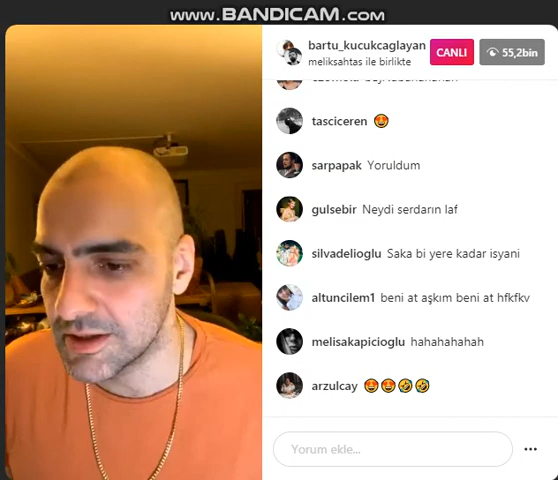 www.BANDICAM.com
bartu_kucukcaglayan
meliksahtas ile birlikte
CANLI
55,2bin
tasciceren
sarpapak Yoruldum
gulsebir Neydi serdarın laf
silvadelioglu Saka bi yere kadar isyani
altuncilem1 beni at aşkım beni at hfkfkv
melisakapicioglu hahahahahah
arzulcay
Yorum ekle...